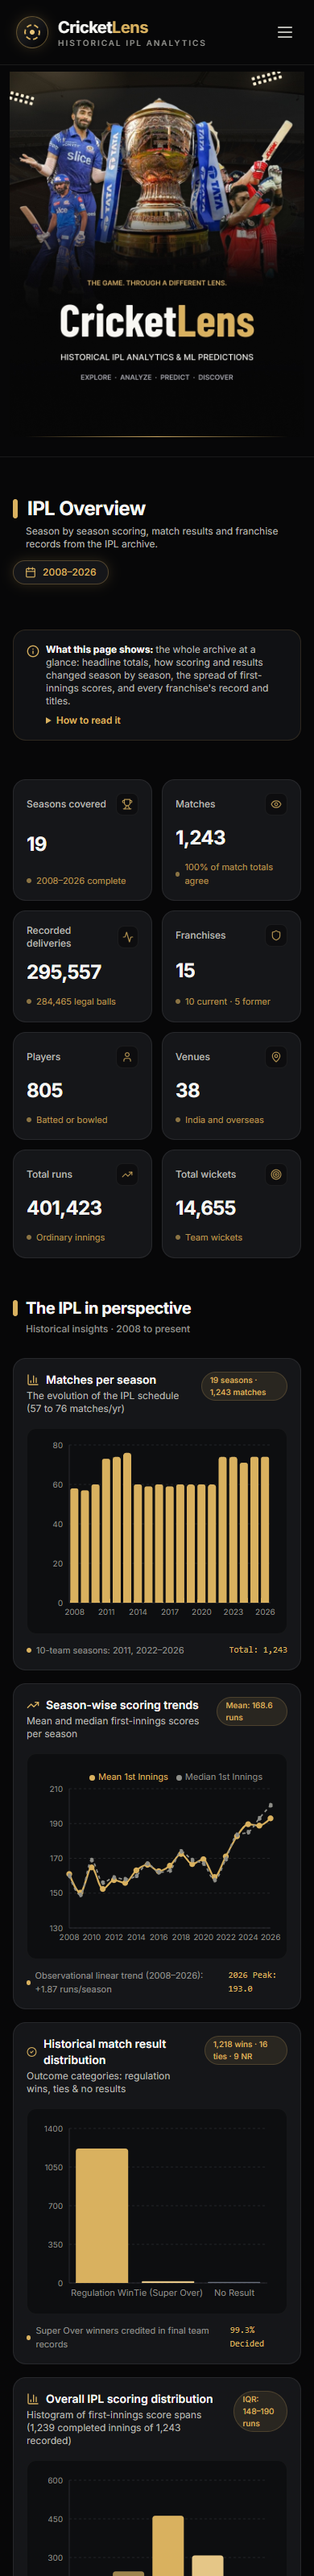 CricketLens
HISTORICAL IPL ANALYTICS
slice
THE GAME. THROUGH A DIFFERENT LENS.
CricketLens
HISTORICAL IPL ANALYTICS & ML PREDICTIONS
EXPLORE · ANALYZE · PREDICT · DISCOVER
IPL Overview
Season by season scoring, match results and franchise
records from the IPL archive.
2008–2026
What this page shows: the whole archive at a
glance: headline totals, how scoring and results
changed season by season, the spread of first-
innings scores, and every franchise's record and
titles.
How to read it
Seasons covered
19
2008–2026 complete
Matches
1,243
100% of match totals
agree
Recorded
deliveries
295,557
284,465 legal balls
Franchises
15
10 current · 5 former
Players
805
Batted or bowled
Venues
38
India and overseas
Total runs
401,423
Ordinary innings
Total wickets
14,655
Team wickets
The IPL in perspective
Historical insights · 2008 to present
Matches per season
The evolution of the IPL schedule
(57 to 76 matches/yr)
19 seasons ·
1,243 matches
80
60
40
20
0
2008 2011 2014 2017 2020 2023 2026
10-team seasons: 2011, 2022–2026
Total: 1,243
Season-wise scoring trends
Mean and median first-innings scores
per season
Mean: 168.6
runs
Mean 1st Innings Median 1st Innings
210
190
170
150
130
2008 2010 2012 2014 2016 2018 2020 2022 2024 2026
Observational linear trend (2008–2026):
+1.87 runs/season
2026 Peak:
193.0
Historical match result
distribution
Outcome categories: regulation
wins, ties & no results
1,218 wins · 16
ties · 9 NR
1400
1050
700
350
0
Regulation Win Tie (Super Over) No Result
Super Over winners credited in final team
records
99.3%
Decided
Overall IPL scoring distribution
Histogram of first-innings score spans
(1,239 completed innings of 1,243
recorded)
IQR:
148–190
runs
600
450
300